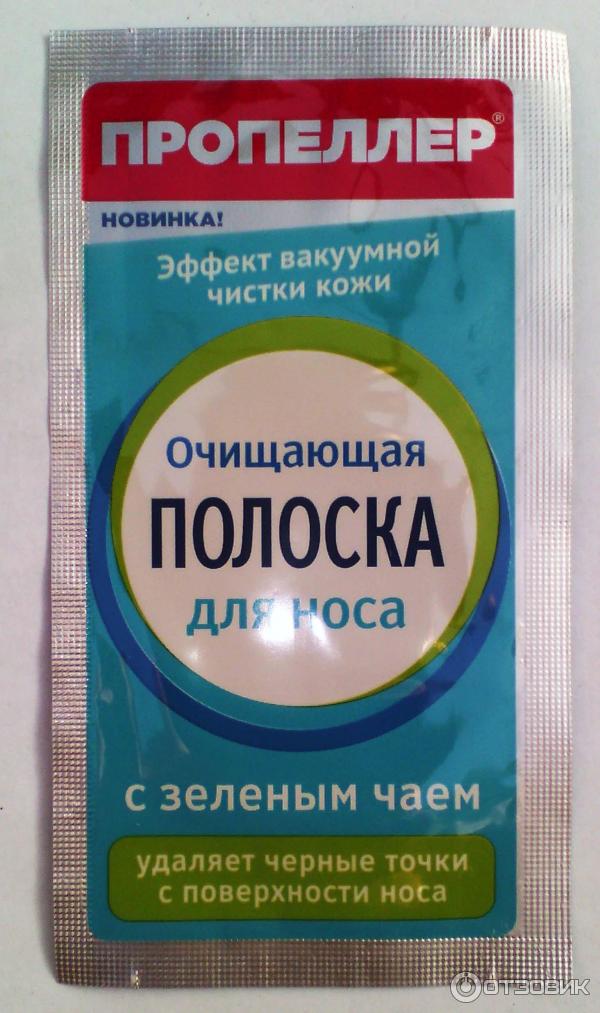 ПРОПЕЛЛЕР®
НОВИНКА!
Эффект вакуумной
чистки кожи
Очищающая
ПОЛОСКА
для носа
с зеленым чаем
удаляет черные точки
с поверхности носа
ОТЗОВИК